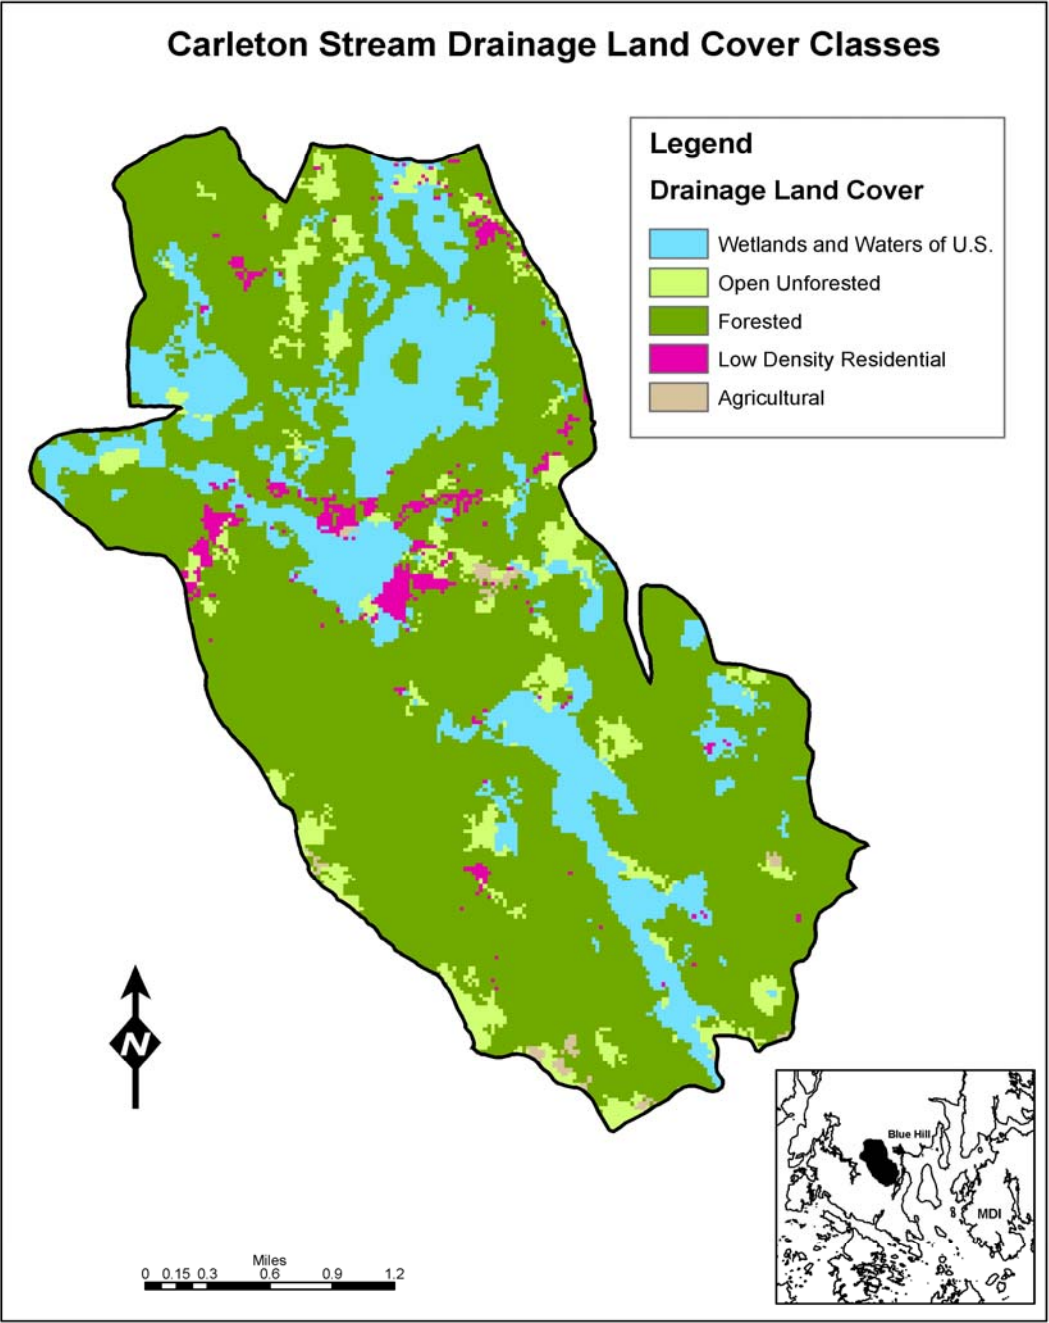 Carleton Stream Drainage Land Cover Classes
Legend
Drainage Land Cover
Wetlands and Waters of U.S.
Open Unforested
Forested
Low Density Residential
Agricultural
N
Blue Hill
MDI
Miles
0 0.15 0.3 0.6 0.9 1.2